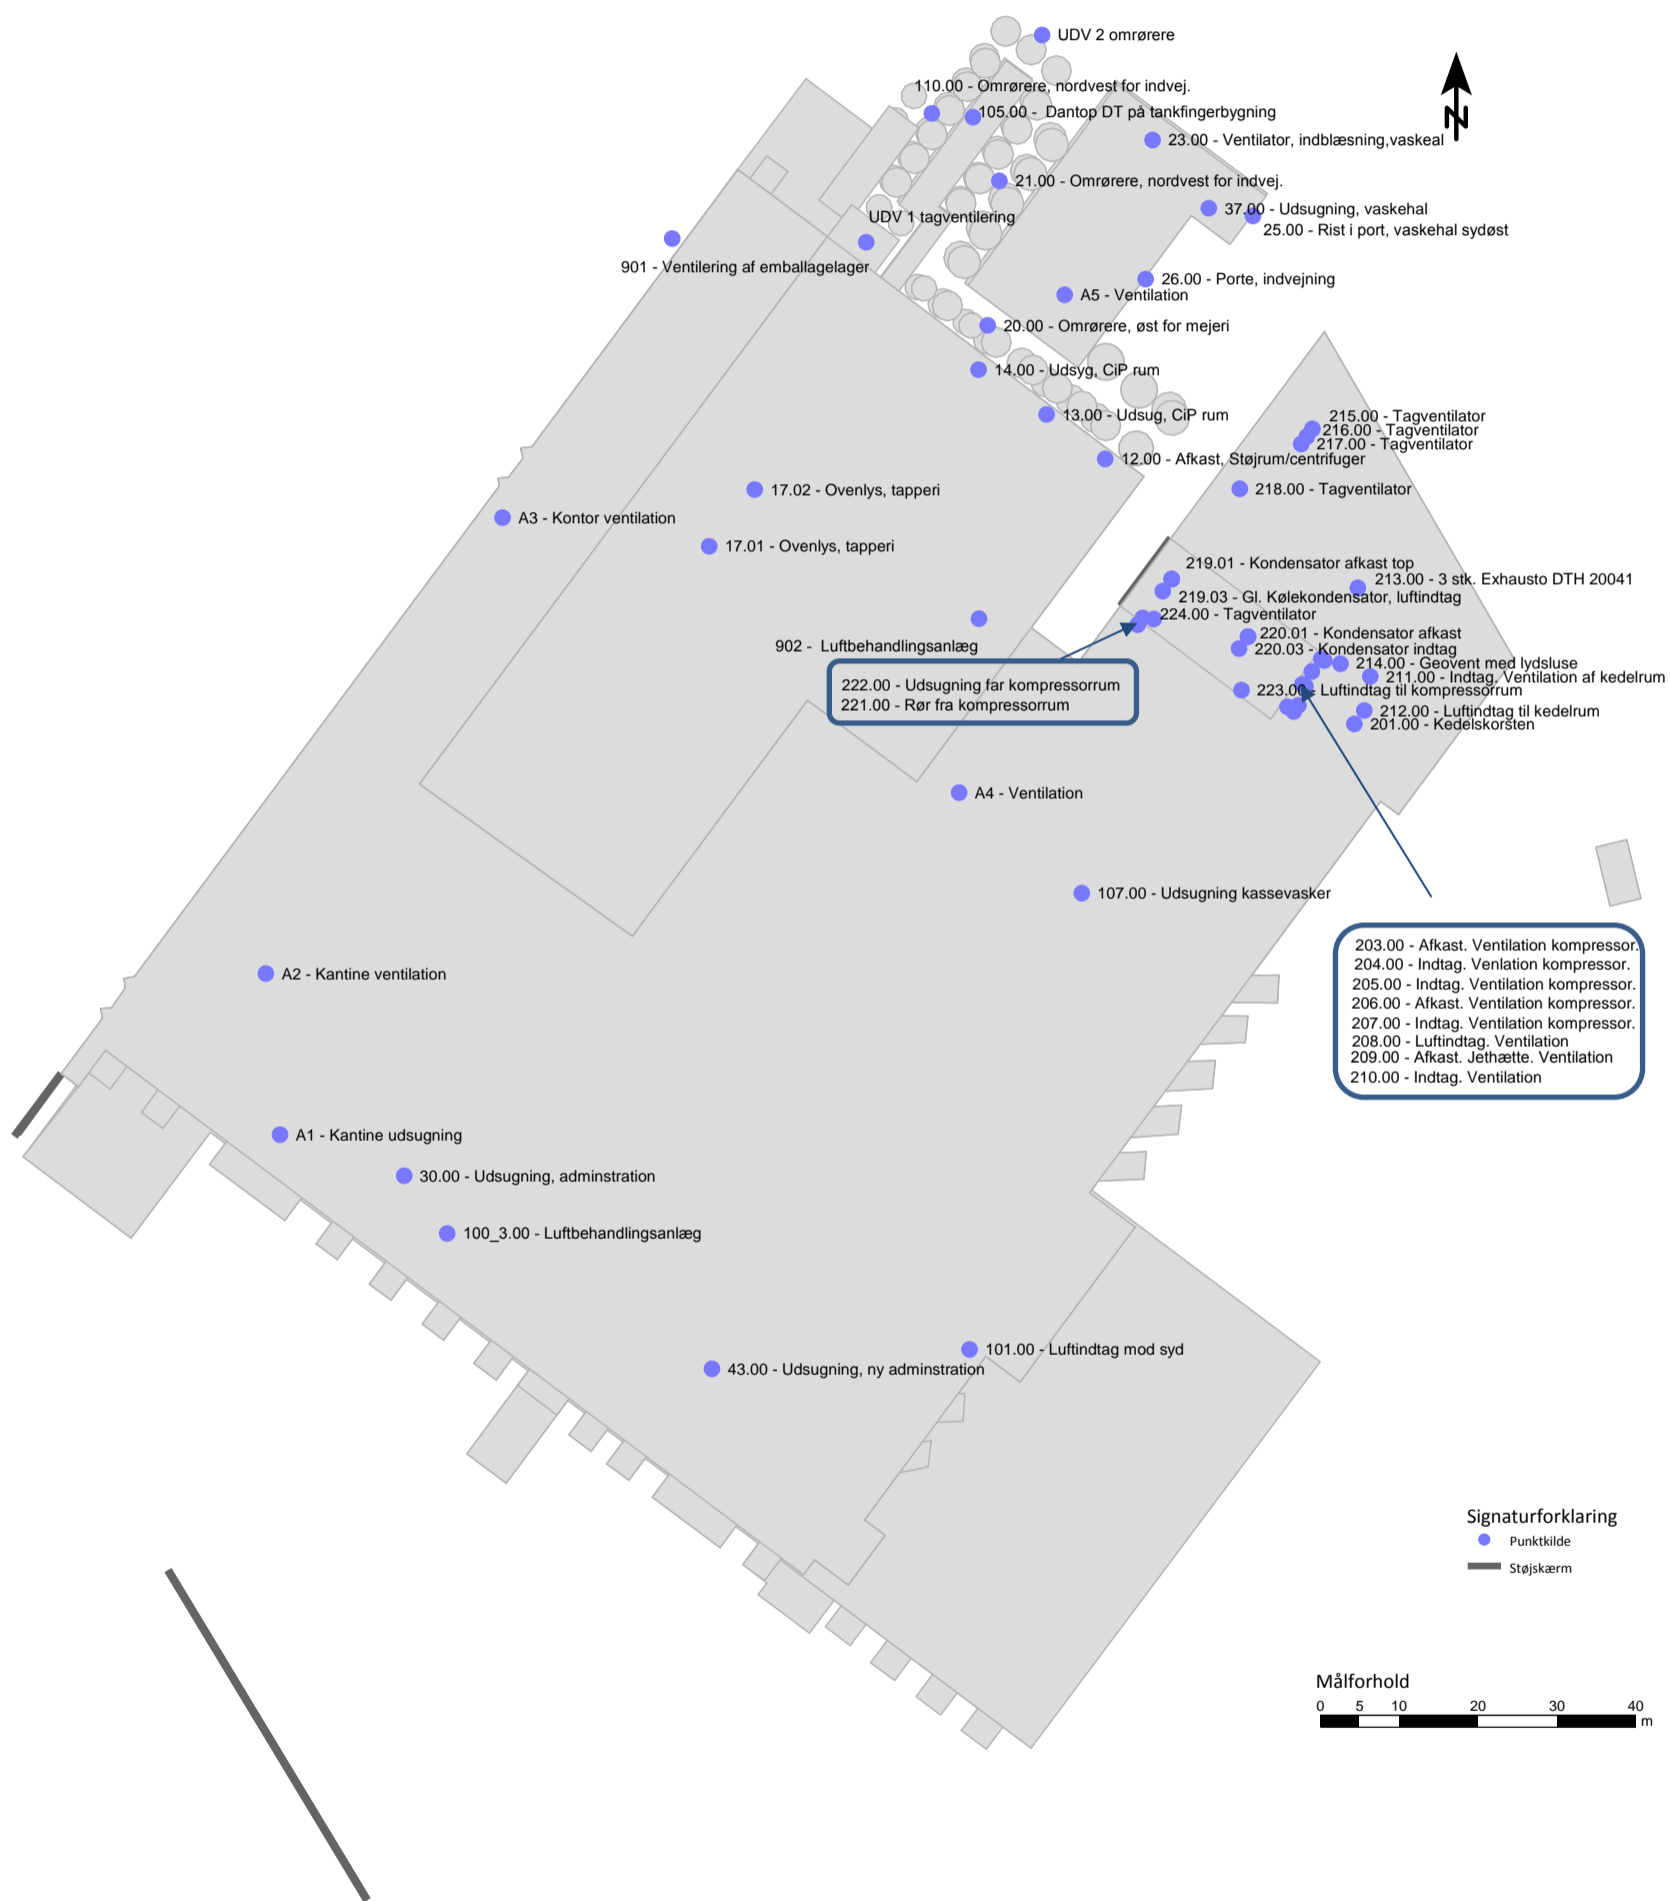 UDV 2 omrørere
110.00 - Omrørere, nordvest for indvej.
105.00 - Dantop DT på tankfingerbygning
23.00 - Ventilator, indblæsning,vaskeal
21.00 - Omrørere, nordvest for indvej.
37.00 - Udsugning, vaskehal
UDV 1 tagventilering
25.00 - Rist i port, vaskehal sydøst
901 - Ventilering af emballagelager
26.00 - Porte, indvejning
A5 - Ventilation
20.00 - Omrørere, øst for mejeri
14.00 - Udsyg, CiP rum
13.00 - Udsug, CiP rum
215.00 - Tagventilator
216.00 - Tagventilator
217.00 - Tagventilator
12.00 - Afkast, Støjrum/centrifuger
218.00 - Tagventilator
17.02 - Ovenlys, tapperi
A3 - Kontor ventilation
17.01 - Ovenlys, tapperi
219.01 - Kondensator afkast top
213.00 - 3 stk. Exhausto DTH 20041
219.03 - Gl. Kølekondensator, luftindtag
224.00 - Tagventilator
220.01 - Kondensator afkast
902 - Luftbehandlingsanlæg
220.03 - Kondensator indtag
214.00 - Geovent med lydsluse
211.00 - Indtag. Ventilation af kedelrum
222.00 - Udsugning far kompressorrum
221.00 - Rør fra kompressorrum
223.00 - Luftindtag til kompressorrum
212.00 - Luftindtag til kedelrum
201.00 - Kedelskorsten
A4 - Ventilation
107.00 - Udsugning kassevasker
203.00 - Afkast. Ventilation kompressor.
204.00 - Indtag. Venlation kompressor.
205.00 - Indtag. Ventilation kompressor.
206.00 - Afkast. Ventilation kompressor.
207.00 - Indtag. Ventilation kompressor.
208.00 - Luftindtag. Ventilation
209.00 - Afkast. Jethætte. Ventilation
210.00 - Indtag. Ventilation
A2 - Kantine ventilation
A1 - Kantine udsugning
30.00 - Udsugning, adminstration
100_3.00 - Luftbehandlingsanlæg
101.00 - Luftindtag mod syd
43.00 - Udsugning, ny adminstration
Signaturforklaring
Punktkilde
Støjskærm
Målforhold
0 5 10 20 30 40
m
N